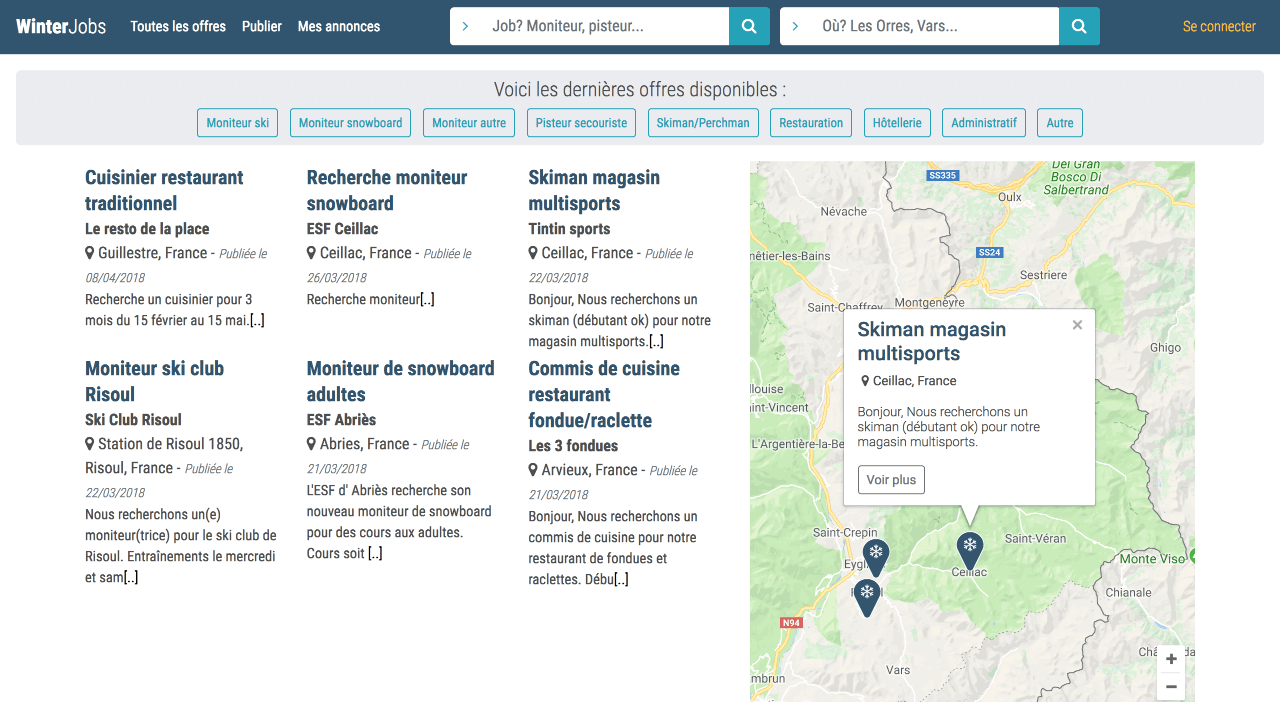 WinterJobs
Toutes les offres
Publier
Mes annonces
Job? Moniteur, pisteur...
Où? Les Orres, Vars...
Se connecter
Voici les dernières offres disponibles :
Moniteur ski
Moniteur snowboard
Moniteur autre
Pisteur secouriste
Skiman/Perchman
Restauration
Hôtellerie
Administratif
Autre
Cuisinier restaurant
traditionnel
Le resto de la place
Guillestre, France - Publiée le
08/04/2018
Recherche un cuisinier pour 3
mois du 15 février au 15 mai.[..]
Recherche moniteur
snowboard
ESF Ceillac
Ceillac, France - Publiée le
26/03/2018
Recherche moniteur[..]
Skiman magasin
multisports
Tintin sports
Ceillac, France - Publiée le
22/03/2018
Bonjour, Nous recherchons un
skiman (débutant ok) pour notre
magasin multisports.[..]
Moniteur ski club
Risoul
Ski Club Risoul
Station de Risoul 1850,
Risoul, France - Publiée le
22/03/2018
Nous recherchons un(e)
moniteur(trice) pour le ski club de
Risoul. Entraînements le mercredi
et sam[..]
Moniteur de snowboard
adultes
ESF Abriès
Abries, France - Publiée le
21/03/2018
L'ESF d' Abriès recherche son
nouveau moniteur de snowboard
pour des cours aux adultes.
Cours soit [..]
Commis de cuisine
restaurant
fondue/raclette
Les 3 fondues
Arvieux, France - Publiée le
21/03/2018
Bonjour, Nous recherchons un
commis de cuisine pour notre
restaurant de fondues et
raclettes. Débu[..]
Del Gran
Bosco Di
Salbertrand
SS335
Oulx
Névache
SS24
nêtier-les-Bains
Sestriere
Saint-Chaffrey
Montgenèvre
Skiman magasin
multisports
×
Ghigo
Ceillac, France
llouise
int-Vincent
Bonjour, Nous recherchons un
skiman (débutant ok) pour notre
magasin multisports.
L'Argentière-la-Be
Voir plus
Saint-Crepin
Saint-Véran
Monte Viso
Eygl
Ceillac
Chianale
N94
Vars
mbrun
+
−